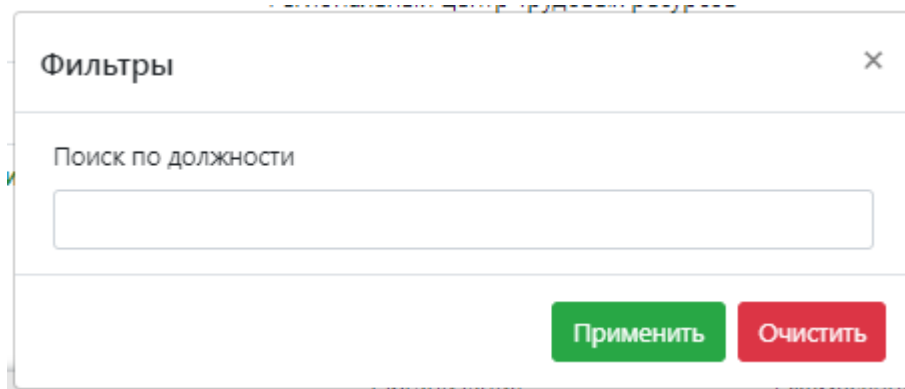 Фильтры
×
Поиск по должности
Применить
Очистить